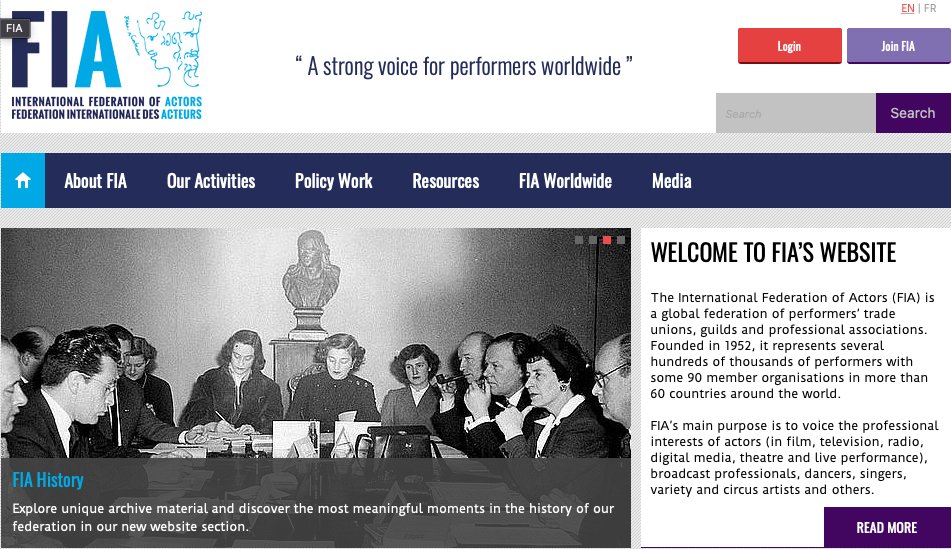 EN | FR
FIA
FIA
INTERNATIONAL FEDERATION OF ACTORS
FEDERATION INTERNATIONALE DES ACTEURS
“ A strong voice for performers worldwide ”
Login
Join FIA
Search
Search
About FIA
Our Activities
Policy Work
Resources
FIA Worldwide
Media
FIA History
Explore unique archive material and discover the most meaningful moments in the history of our
federation in our new website section.
WELCOME TO FIA’S WEBSITE
The International Federation of Actors (FIA) is
a global federation of performers’ trade
unions, guilds and professional associations.
Founded in 1952, it represents several
hundreds of thousands of performers with
some 90 member organisations in more than
60 countries around the world.
FIA’s main purpose is to voice the professional
interests of actors (in film, television, radio,
digital media, theatre and live performance),
broadcast professionals, dancers, singers,
variety and circus artists and others.
READ MORE